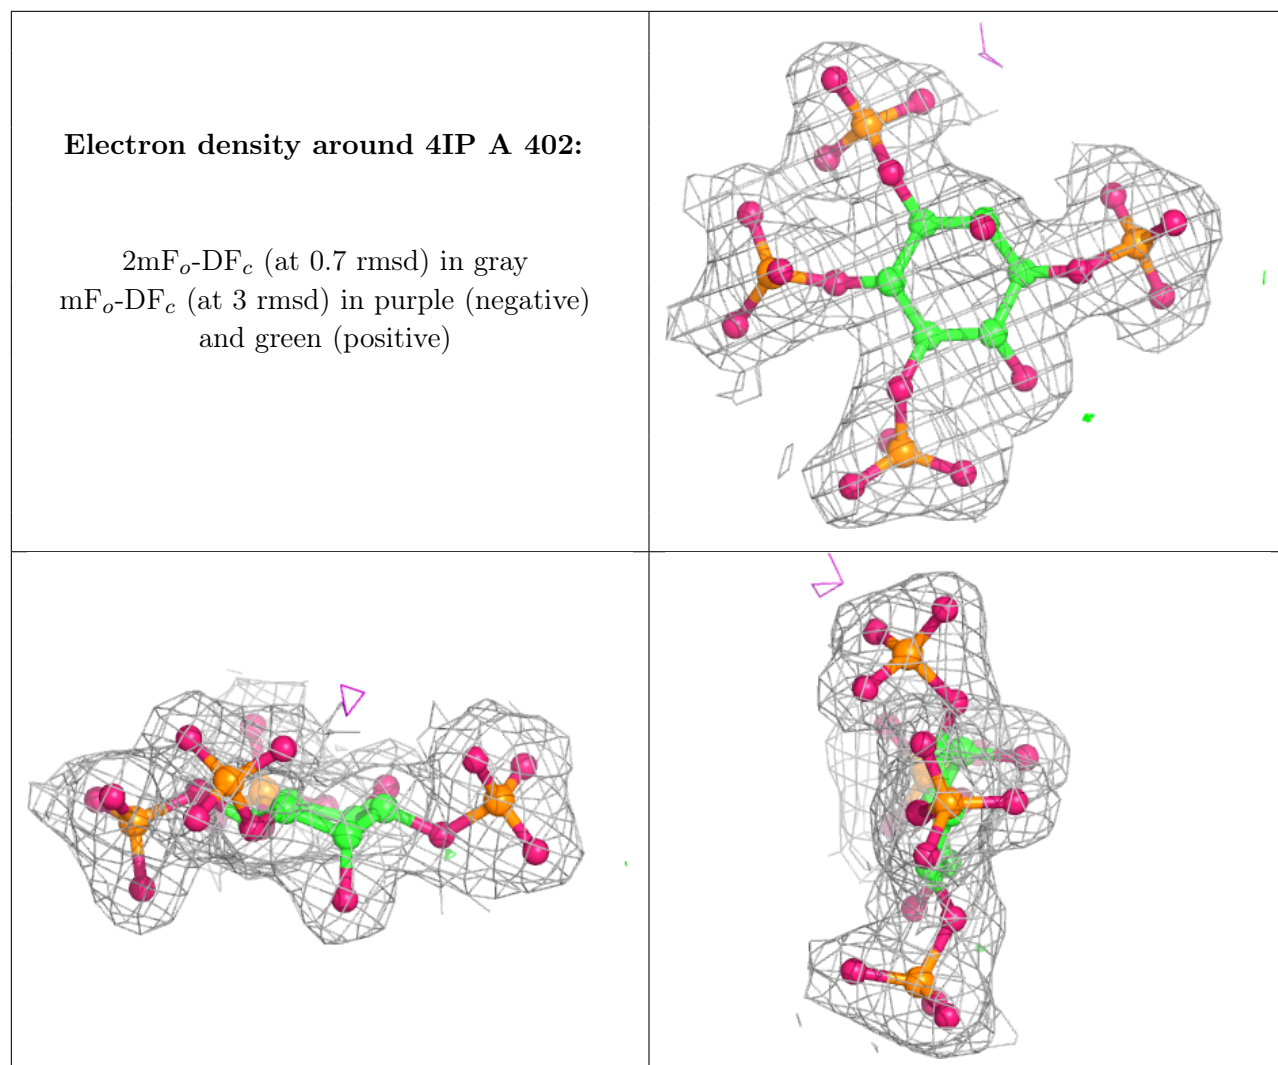 Electron density around 4IP A 402:
2mFo-DFc (at 0.7 rmsd) in gray
mFo-DFc (at 3 rmsd) in purple (negative)
and green (positive)